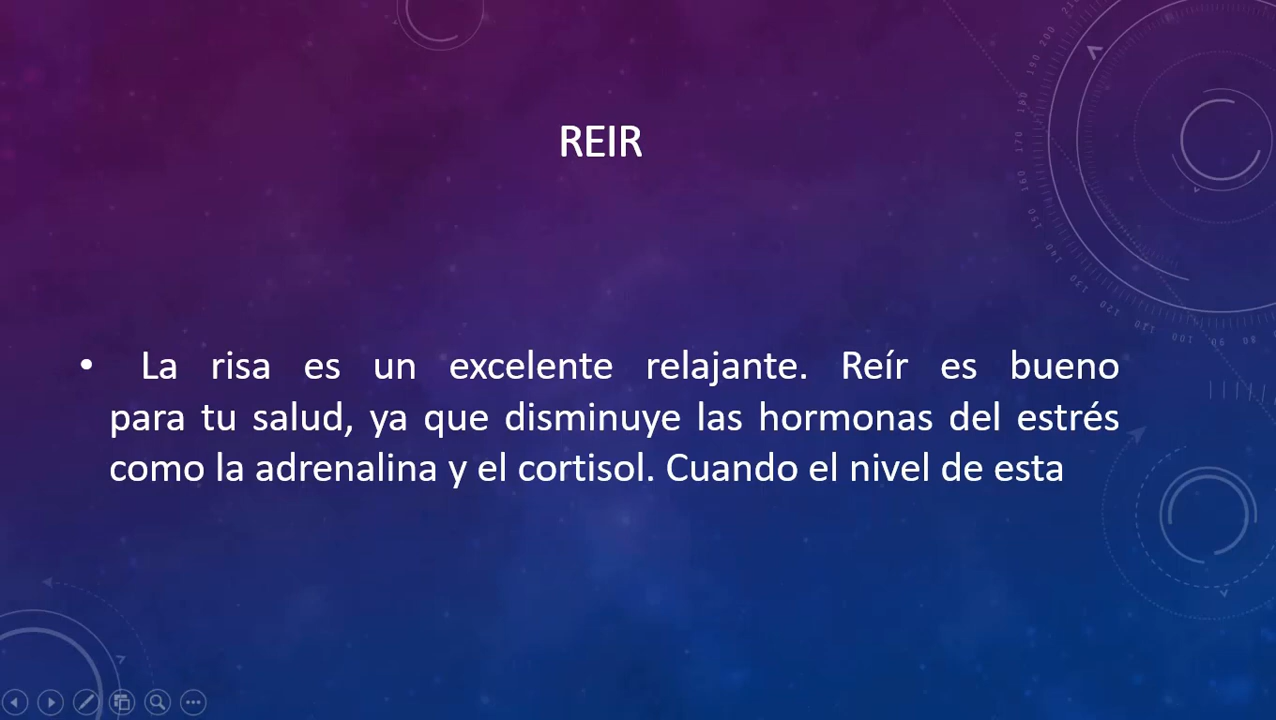 REIR
• La risa es un excelente relajante. Reír es bueno
para tu salud, ya que disminuye las hormonas del estrés
como la adrenalina y el cortisol. Cuando el nivel de esta